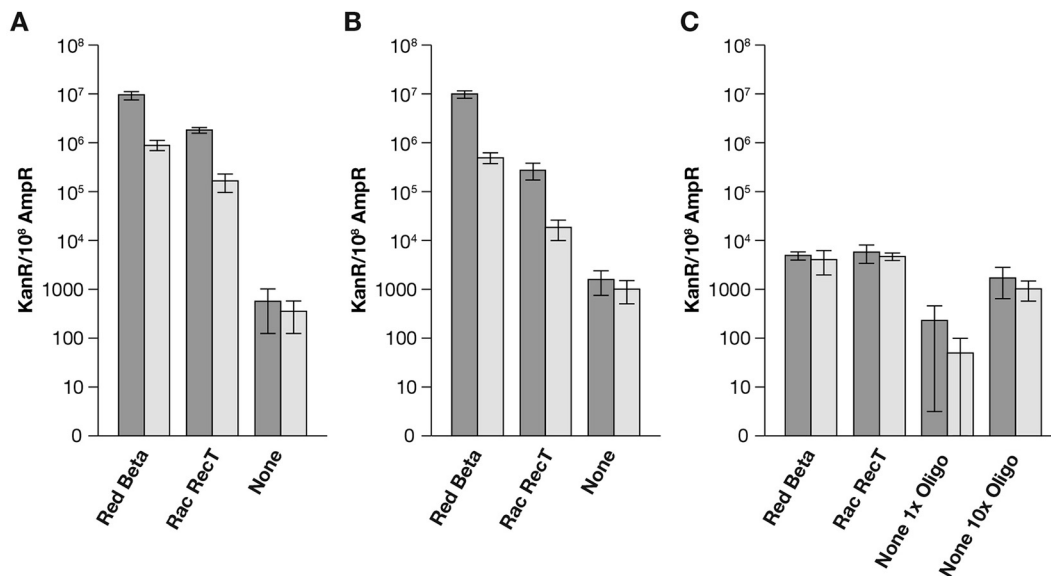 A
KanR/10⁸ AmpR
10⁸
10⁷
10⁶
10⁵
10⁴
1000
100
10
0
Red Beta
Rac RecT
None
B
KanR/10⁸ AmpR
10⁸
10⁷
10⁶
10⁵
10⁴
1000
100
10
0
Red Beta
Rac RecT
None
C
KanR/10⁸ AmpR
10⁸
10⁷
10⁶
10⁵
10⁴
1000
100
10
0
Red Beta
Rac RecT
None 1x Oligo
None 10x Oligo